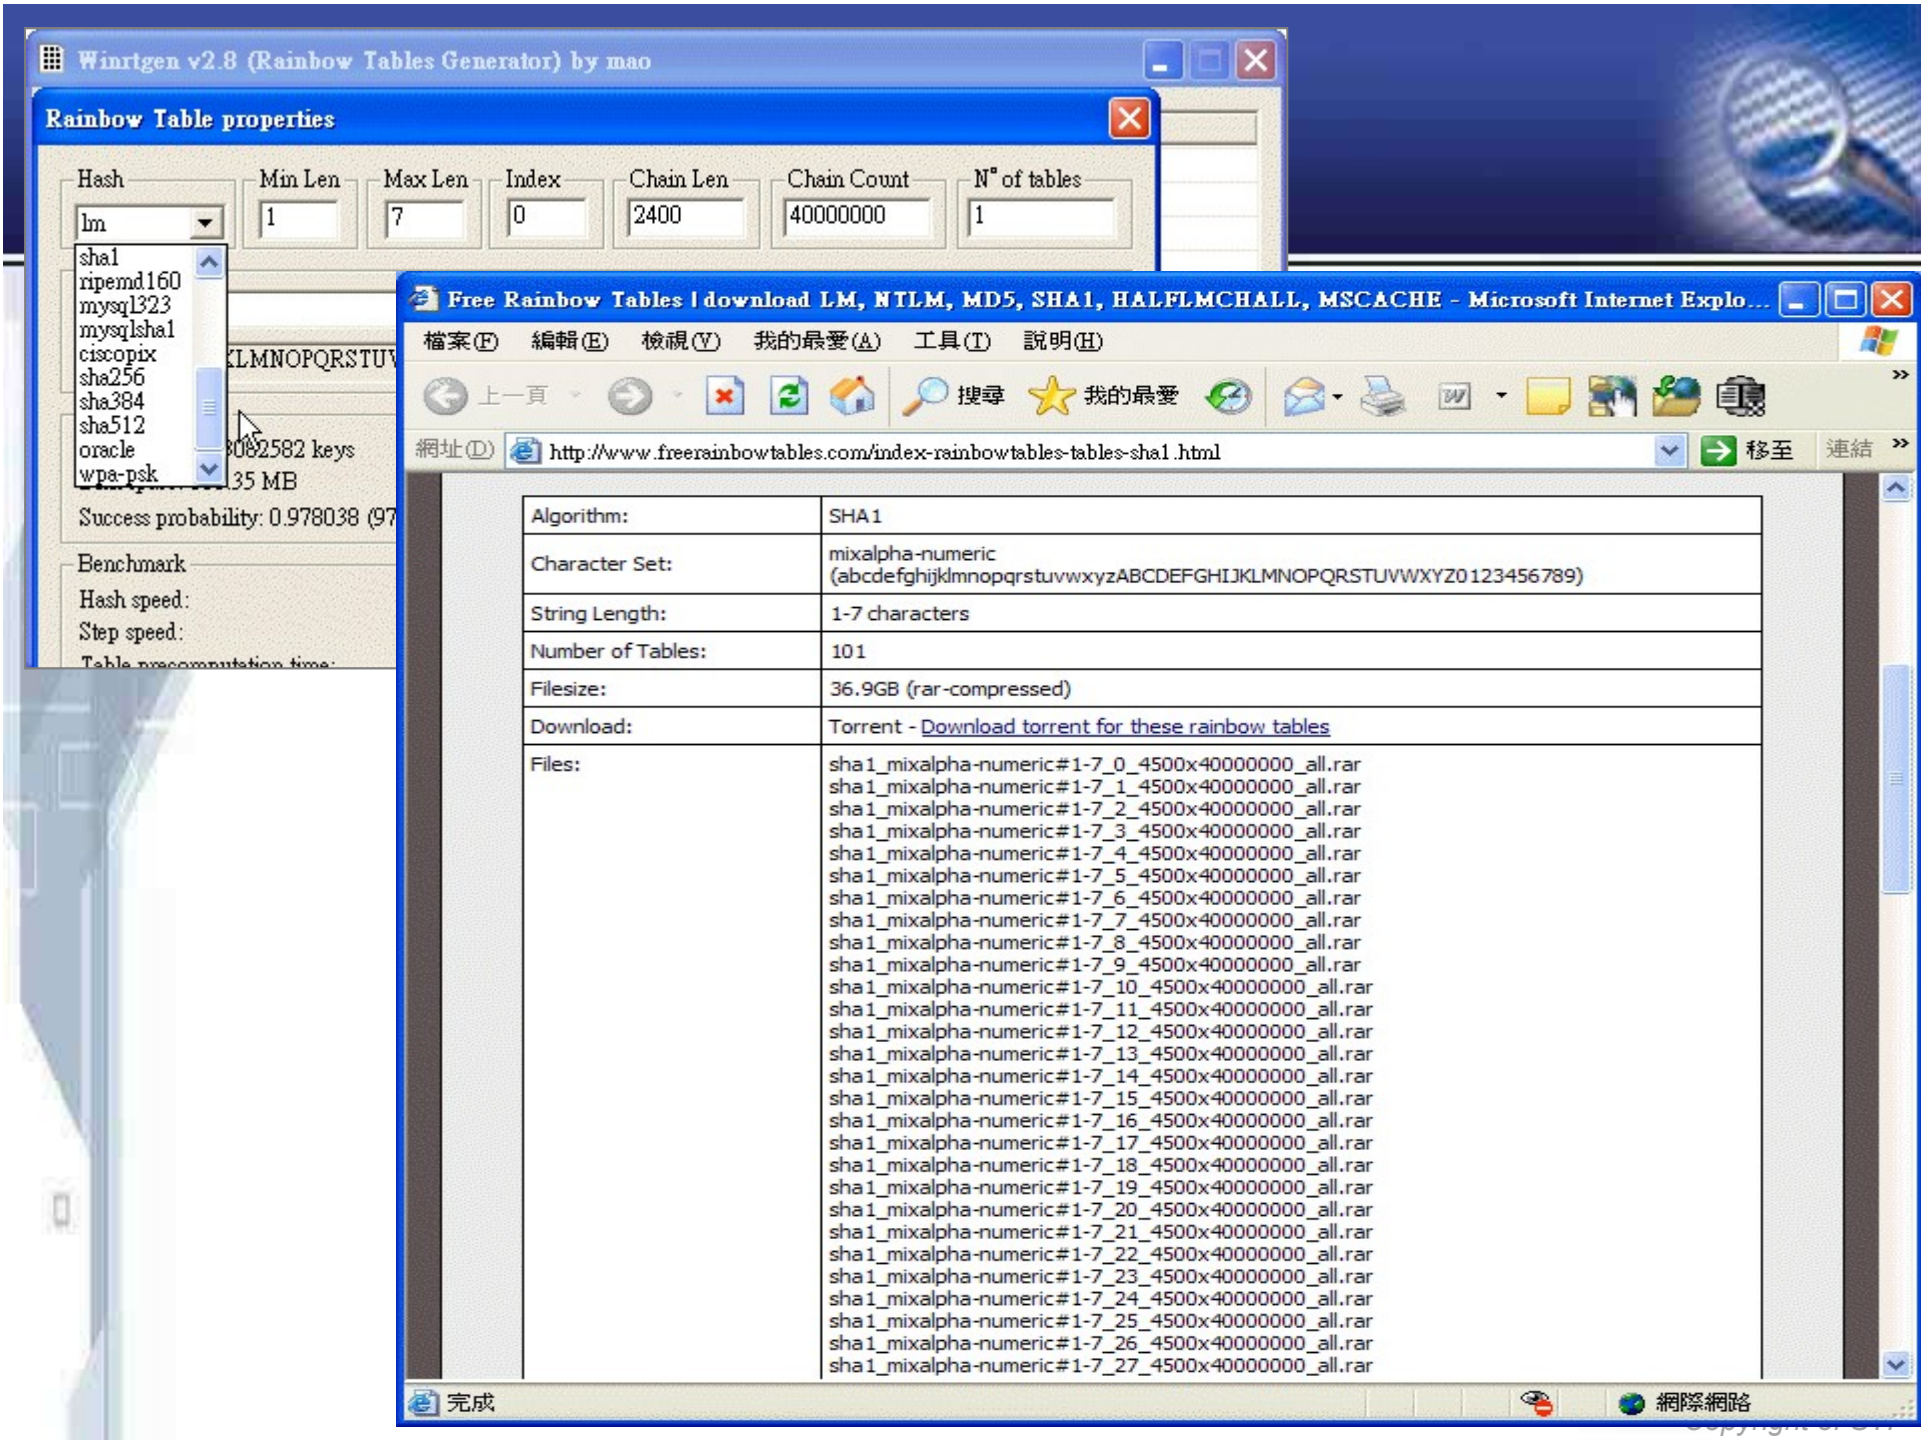 Winrtgen v2.8 (Rainbow Tables Generator) by mao
Rainbow Table properties
Hash
Min Len
Max Len
Index
Chain Len
Chain Count
N° of tables
lm
1
7
0
2400
40000000
1
sha1
ripemd160
mysql323
mysqlsha1
ciscopix
sha256
sha384
sha512
oracle
wpa-psk
KLMNOPQRSTUV
8082582 keys
35 MB
Success probability: 0.978038 (97
Benchmark
Hash speed:
Step speed:
Table precomputation time:
Free Rainbow Tables | download LM, NTLM, MD5, SHA1, HALFLMCHALL, MSCACHE - Microsoft Internet Explo...
檔案(F) 編輯(E) 檢視(V) 我的最愛(A) 工具(T) 說明(H)
上一頁 搜尋 我的最愛 »
網址(D) http://www.freerainbowtables.com/index-rainbowtables-tables-sha1.html 移至 連結 »
Algorithm: SHA1
Character Set: mixalpha-numeric
(abcdefghijklmnopqrstuvwxyzABCDEFGHIJKLMNOPQRSTUVWXYZ0123456789)
String Length: 1-7 characters
Number of Tables: 101
Filesize: 36.9GB (rar-compressed)
Download: Torrent - Download torrent for these rainbow tables
Files: sha1_mixalpha-numeric#1-7_0_4500x40000000_all.rar
sha1_mixalpha-numeric#1-7_1_4500x40000000_all.rar
sha1_mixalpha-numeric#1-7_2_4500x40000000_all.rar
sha1_mixalpha-numeric#1-7_3_4500x40000000_all.rar
sha1_mixalpha-numeric#1-7_4_4500x40000000_all.rar
sha1_mixalpha-numeric#1-7_5_4500x40000000_all.rar
sha1_mixalpha-numeric#1-7_6_4500x40000000_all.rar
sha1_mixalpha-numeric#1-7_7_4500x40000000_all.rar
sha1_mixalpha-numeric#1-7_8_4500x40000000_all.rar
sha1_mixalpha-numeric#1-7_9_4500x40000000_all.rar
sha1_mixalpha-numeric#1-7_10_4500x40000000_all.rar
sha1_mixalpha-numeric#1-7_11_4500x40000000_all.rar
sha1_mixalpha-numeric#1-7_12_4500x40000000_all.rar
sha1_mixalpha-numeric#1-7_13_4500x40000000_all.rar
sha1_mixalpha-numeric#1-7_14_4500x40000000_all.rar
sha1_mixalpha-numeric#1-7_15_4500x40000000_all.rar
sha1_mixalpha-numeric#1-7_16_4500x40000000_all.rar
sha1_mixalpha-numeric#1-7_17_4500x40000000_all.rar
sha1_mixalpha-numeric#1-7_18_4500x40000000_all.rar
sha1_mixalpha-numeric#1-7_19_4500x40000000_all.rar
sha1_mixalpha-numeric#1-7_20_4500x40000000_all.rar
sha1_mixalpha-numeric#1-7_21_4500x40000000_all.rar
sha1_mixalpha-numeric#1-7_22_4500x40000000_all.rar
sha1_mixalpha-numeric#1-7_23_4500x40000000_all.rar
sha1_mixalpha-numeric#1-7_24_4500x40000000_all.rar
sha1_mixalpha-numeric#1-7_25_4500x40000000_all.rar
sha1_mixalpha-numeric#1-7_26_4500x40000000_all.rar
sha1_mixalpha-numeric#1-7_27_4500x40000000_all.rar
完成 網際網路